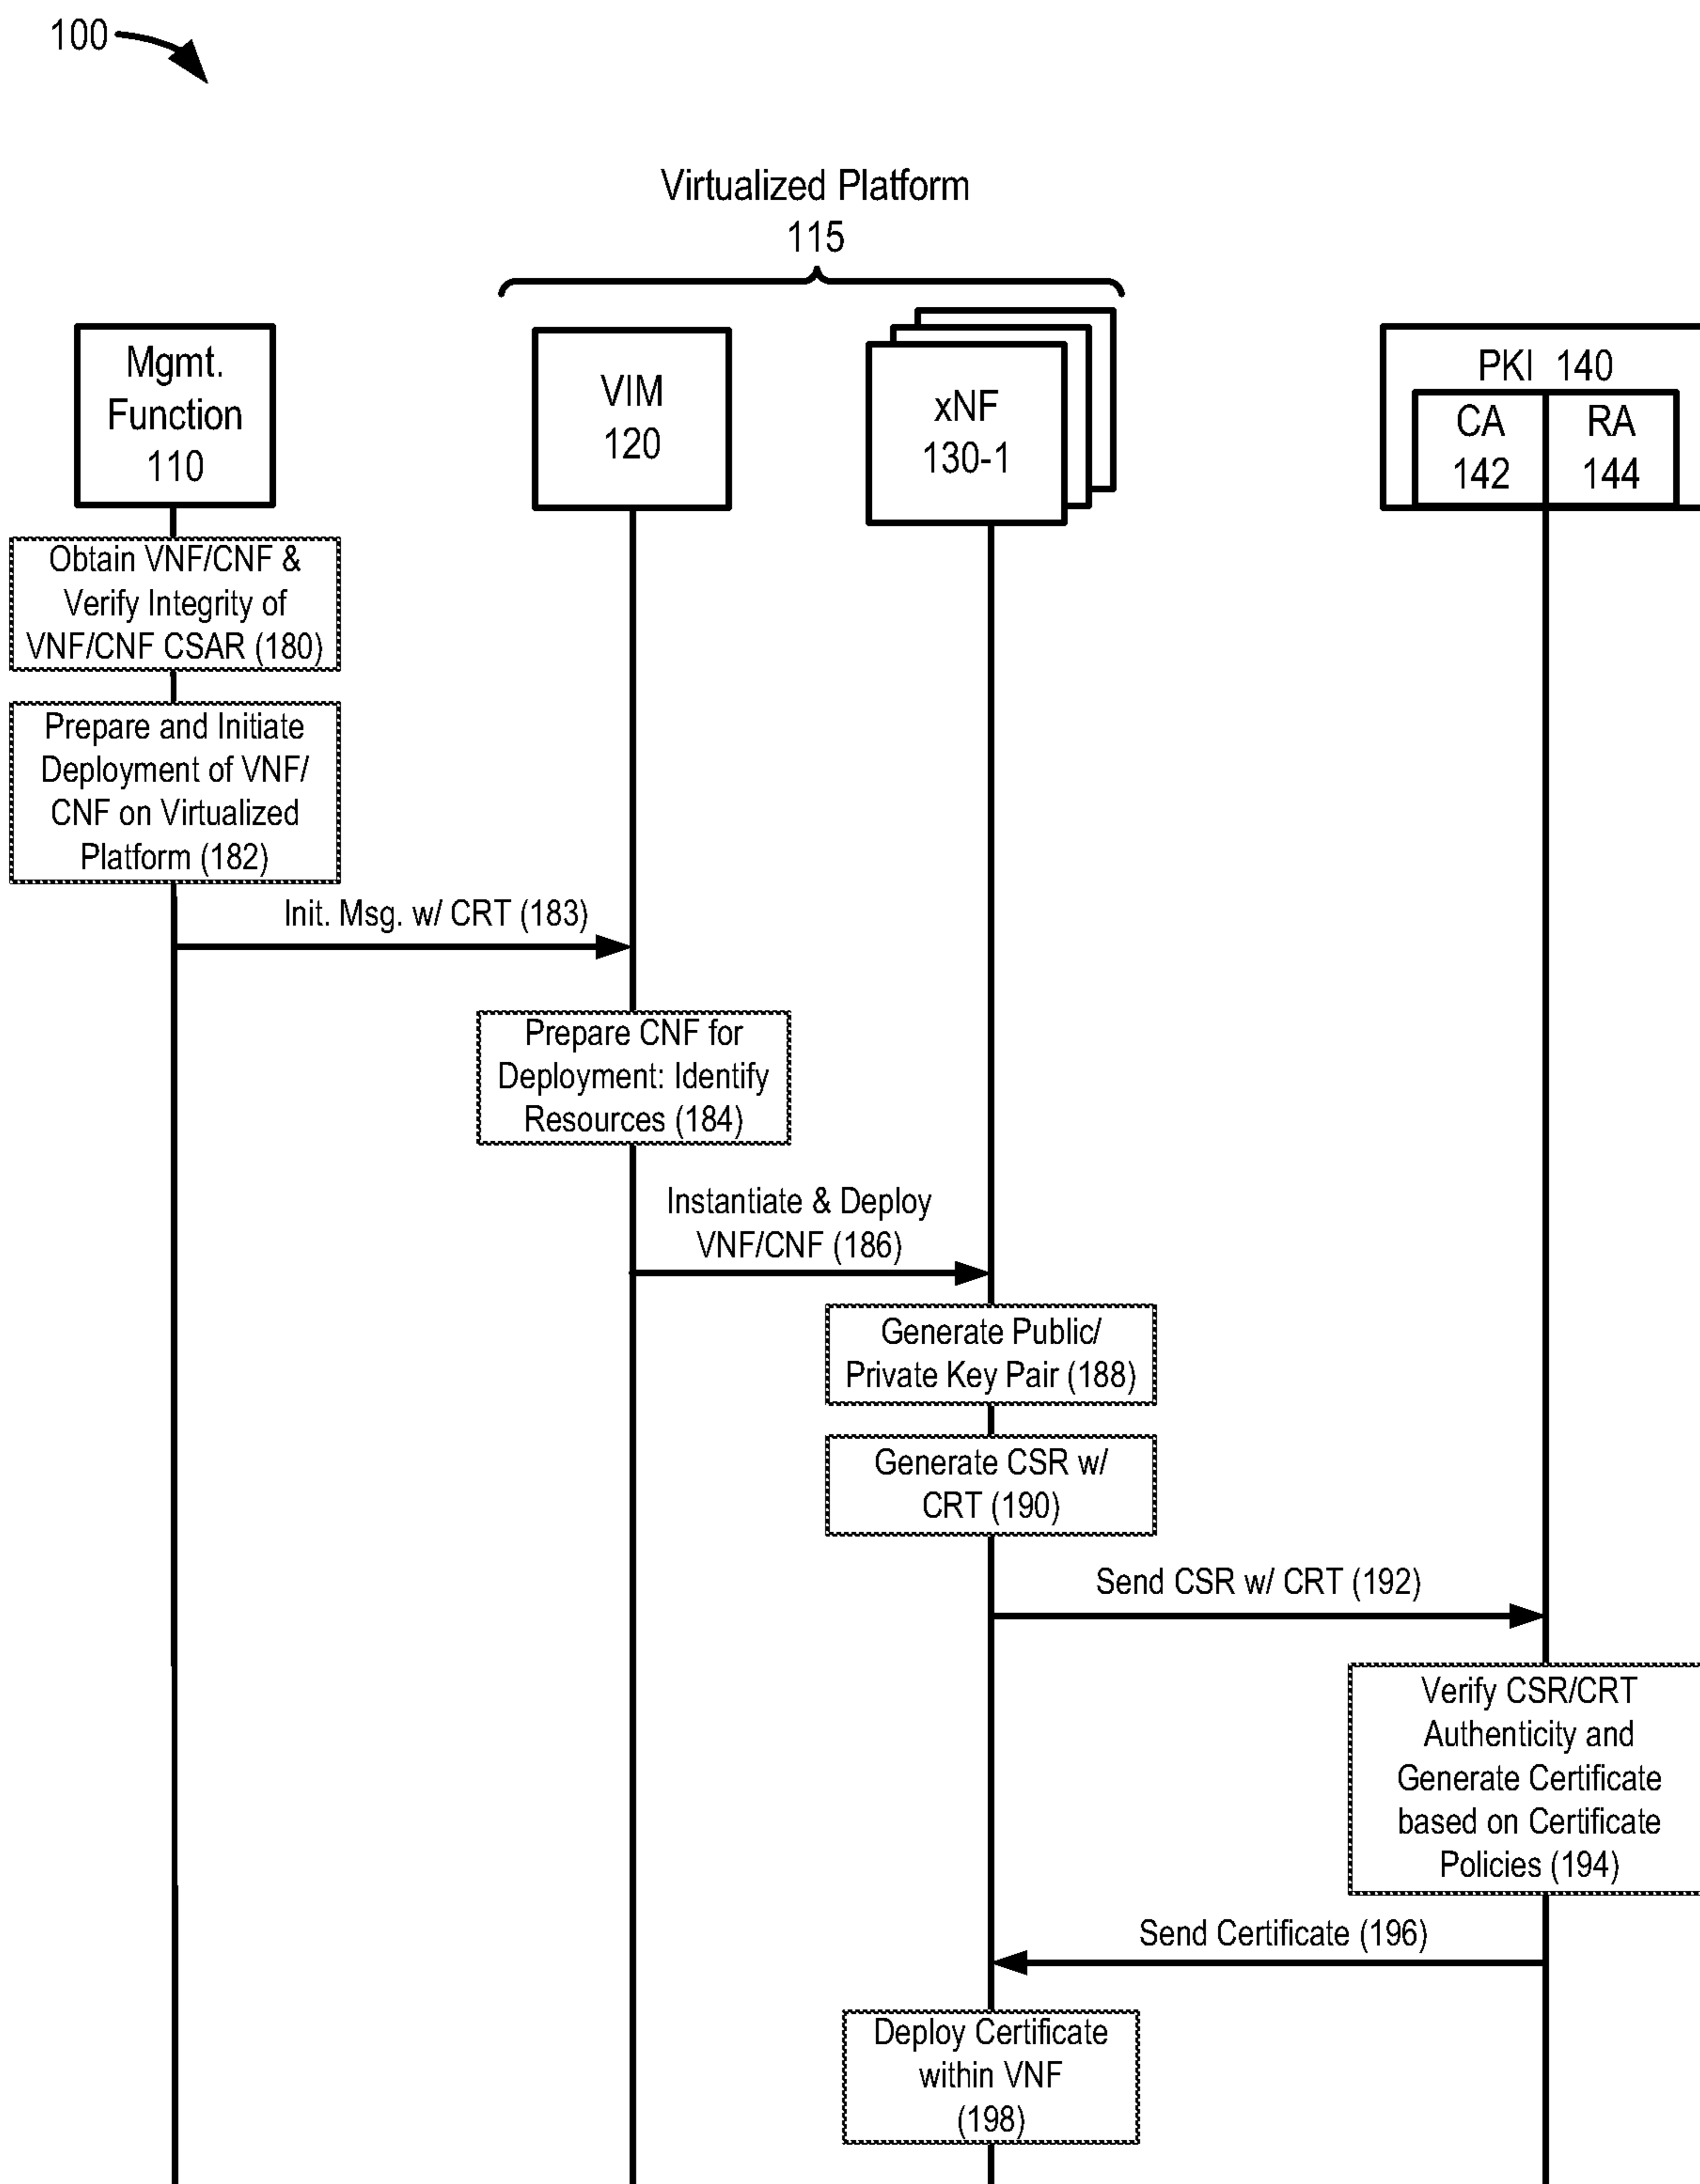 100
Virtualized Platform
115
Mgmt.
Function
110
VIM
120
xNF
130-1
PKI 140
CA
142
RA
144
Obtain VNF/CNF &
Verify Integrity of
VNF/CNF CSAR (180)
Prepare and Initiate
Deployment of VNF/
CNF on Virtualized
Platform (182)
Init. Msg. w/ CRT (183)
Prepare CNF for
Deployment: Identify
Resources (184)
Instantiate & Deploy
VNF/CNF (186)
Generate Public/
Private Key Pair (188)
Generate CSR w/
CRT (190)
Send CSR w/ CRT (192)
Verify CSR/CRT
Authenticity and
Generate Certificate
based on Certificate
Policies (194)
Send Certificate (196)
Deploy Certificate
within VNF
(198)